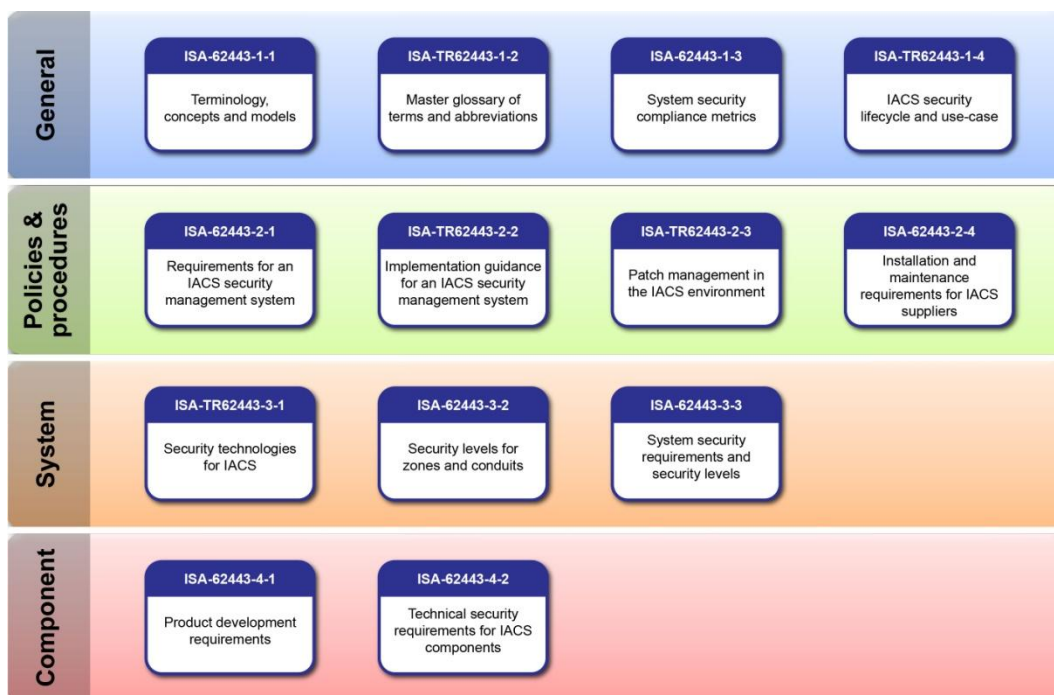 General
ISA-62443-1-1
Terminology,
concepts and models
ISA-TR62443-1-2
Master glossary of
terms and abbreviations
ISA-62443-1-3
System security
compliance metrics
ISA-TR62443-1-4
IACS security
lifecycle and use-case
Policies &
procedures
ISA-62443-2-1
Requirements for an
IACS security
management system
ISA-TR62443-2-2
Implementation guidance
for an IACS security
management system
ISA-TR62443-2-3
Patch management in
the IACS environment
ISA-62443-2-4
Installation and
maintenance
requirements for IACS
suppliers
System
ISA-TR62443-3-1
Security technologies
for IACS
ISA-62443-3-2
Security levels for
zones and conduits
ISA-62443-3-3
System security
requirements and
security levels
Component
ISA-62443-4-1
Product development
requirements
ISA-62443-4-2
Technical security
requirements for IACS
components